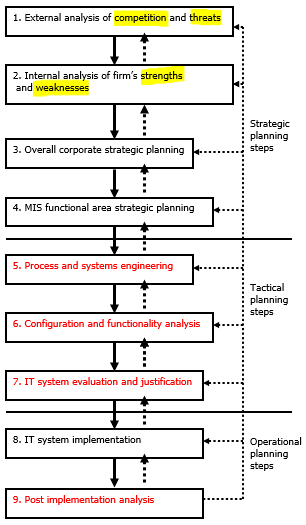 1. External analysis of competition and threats
2. Internal analysis of firm's strengths
and weaknesses
3. Overall corporate strategic planning
Strategic
planning
steps
4. MIS functional area strategic planning
5. Process and systems engineering
6. Configuration and functionality analysis
Tactical
planning
steps
7. IT system evaluation and justification
8. IT system implementation
Operational
planning
steps
9. Post implementation analysis